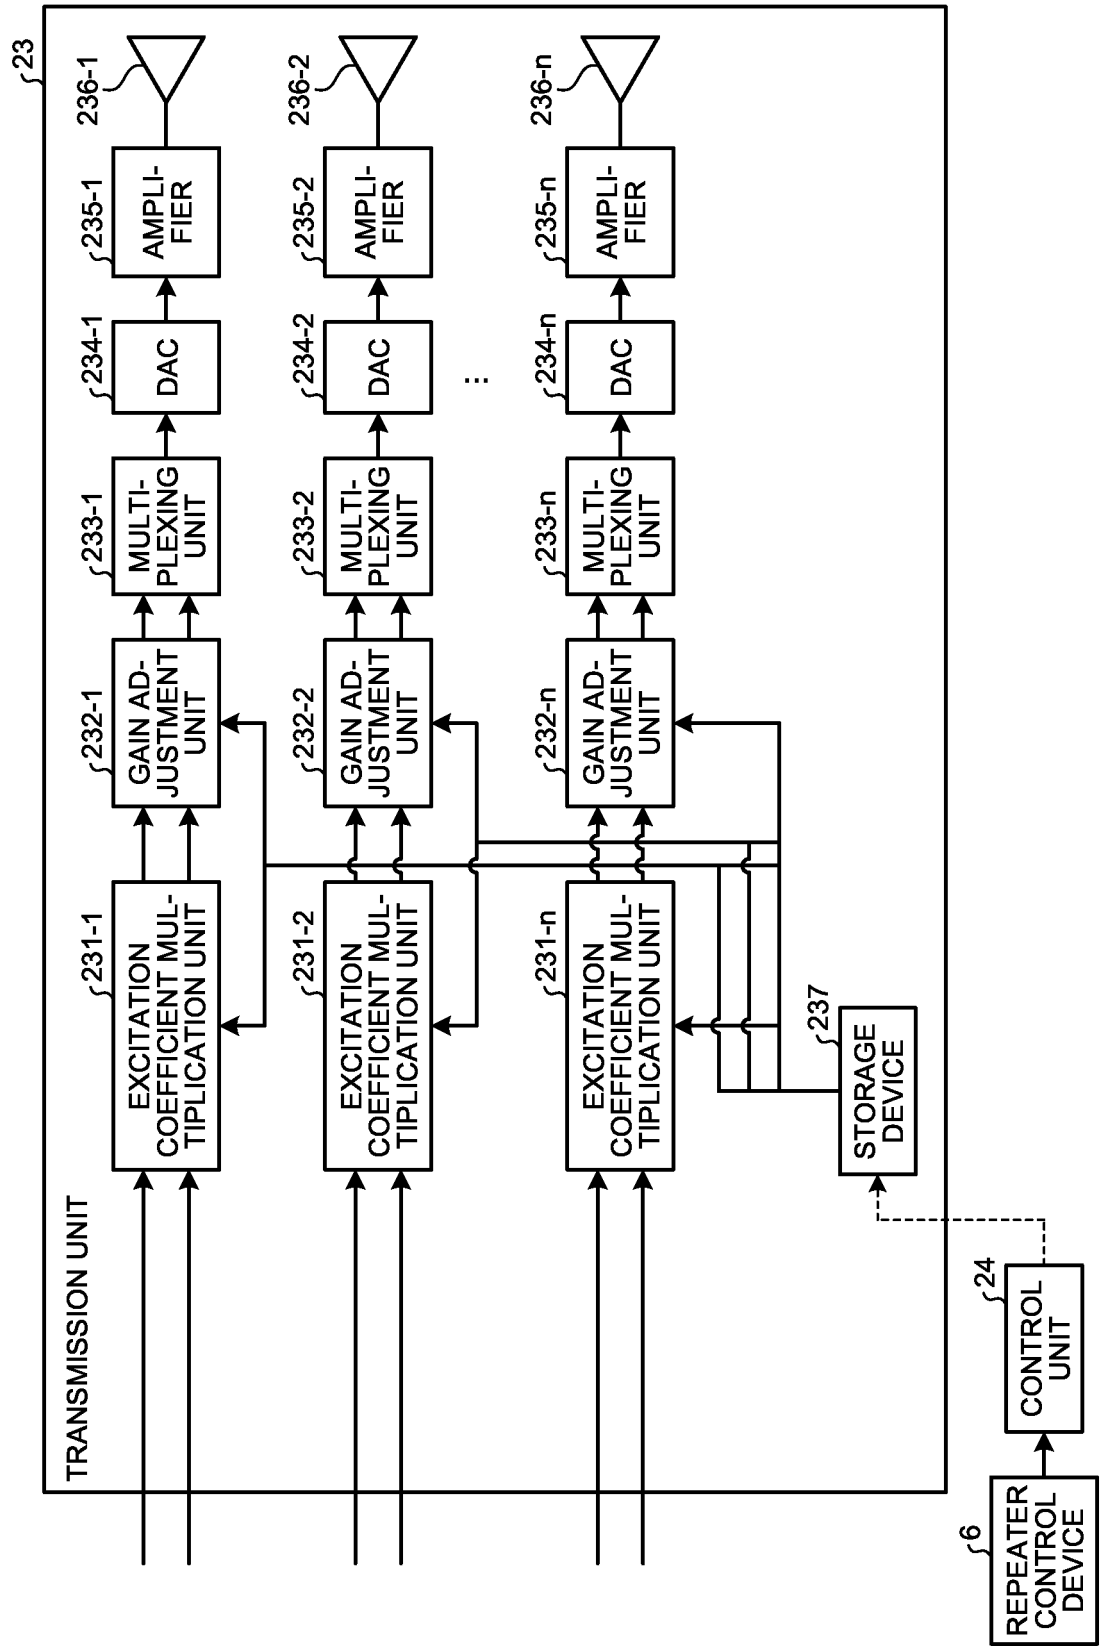 23
TRANSMISSION UNIT
231-1
EXCITATION
COEFFICIENT MUL-
TIPLICATION UNIT
232-1
GAIN AD-
JUSTMENT
UNIT
233-1
MULTI-
PLEXING
UNIT
234-1
DAC
235-1
AMPLI-
FIER
236-1
231-2
EXCITATION
COEFFICIENT MUL-
TIPLICATION UNIT
232-2
GAIN AD-
JUSTMENT
UNIT
233-2
MULTI-
PLEXING
UNIT
234-2
DAC
235-2
AMPLI-
FIER
236-2
...
231-n
EXCITATION
COEFFICIENT MUL-
TIPLICATION UNIT
232-n
GAIN AD-
JUSTMENT
UNIT
233-n
MULTI-
PLEXING
UNIT
234-n
DAC
235-n
AMPLI-
FIER
236-n
237
STORAGE
DEVICE
6
REPEATER
CONTROL
DEVICE
24
CONTROL
UNIT